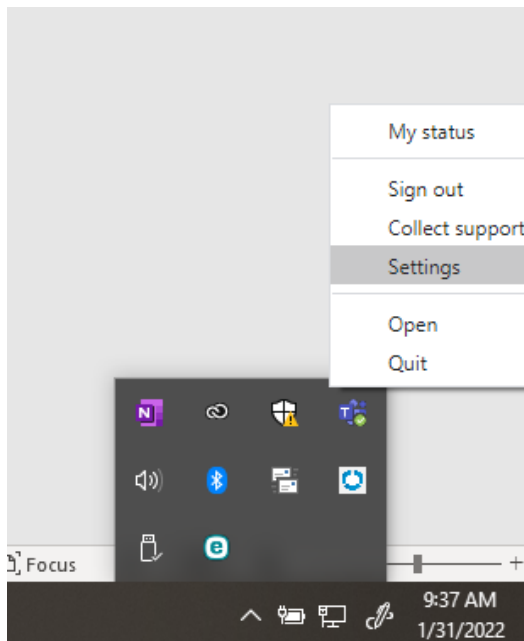 My status
Sign out
Collect support
Settings
Open
Quit
Focus
9:37 AM
1/31/2022